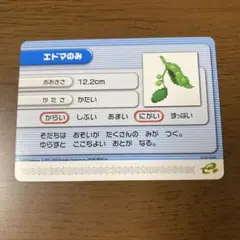 エドマのみ
おおきさ 12.2cm
かたさ かたい
からい しぶい あまい にがい すっぱい
そだちは おそいが たくさんの みが つく。
ゆらすと ここちよい おとが なる。